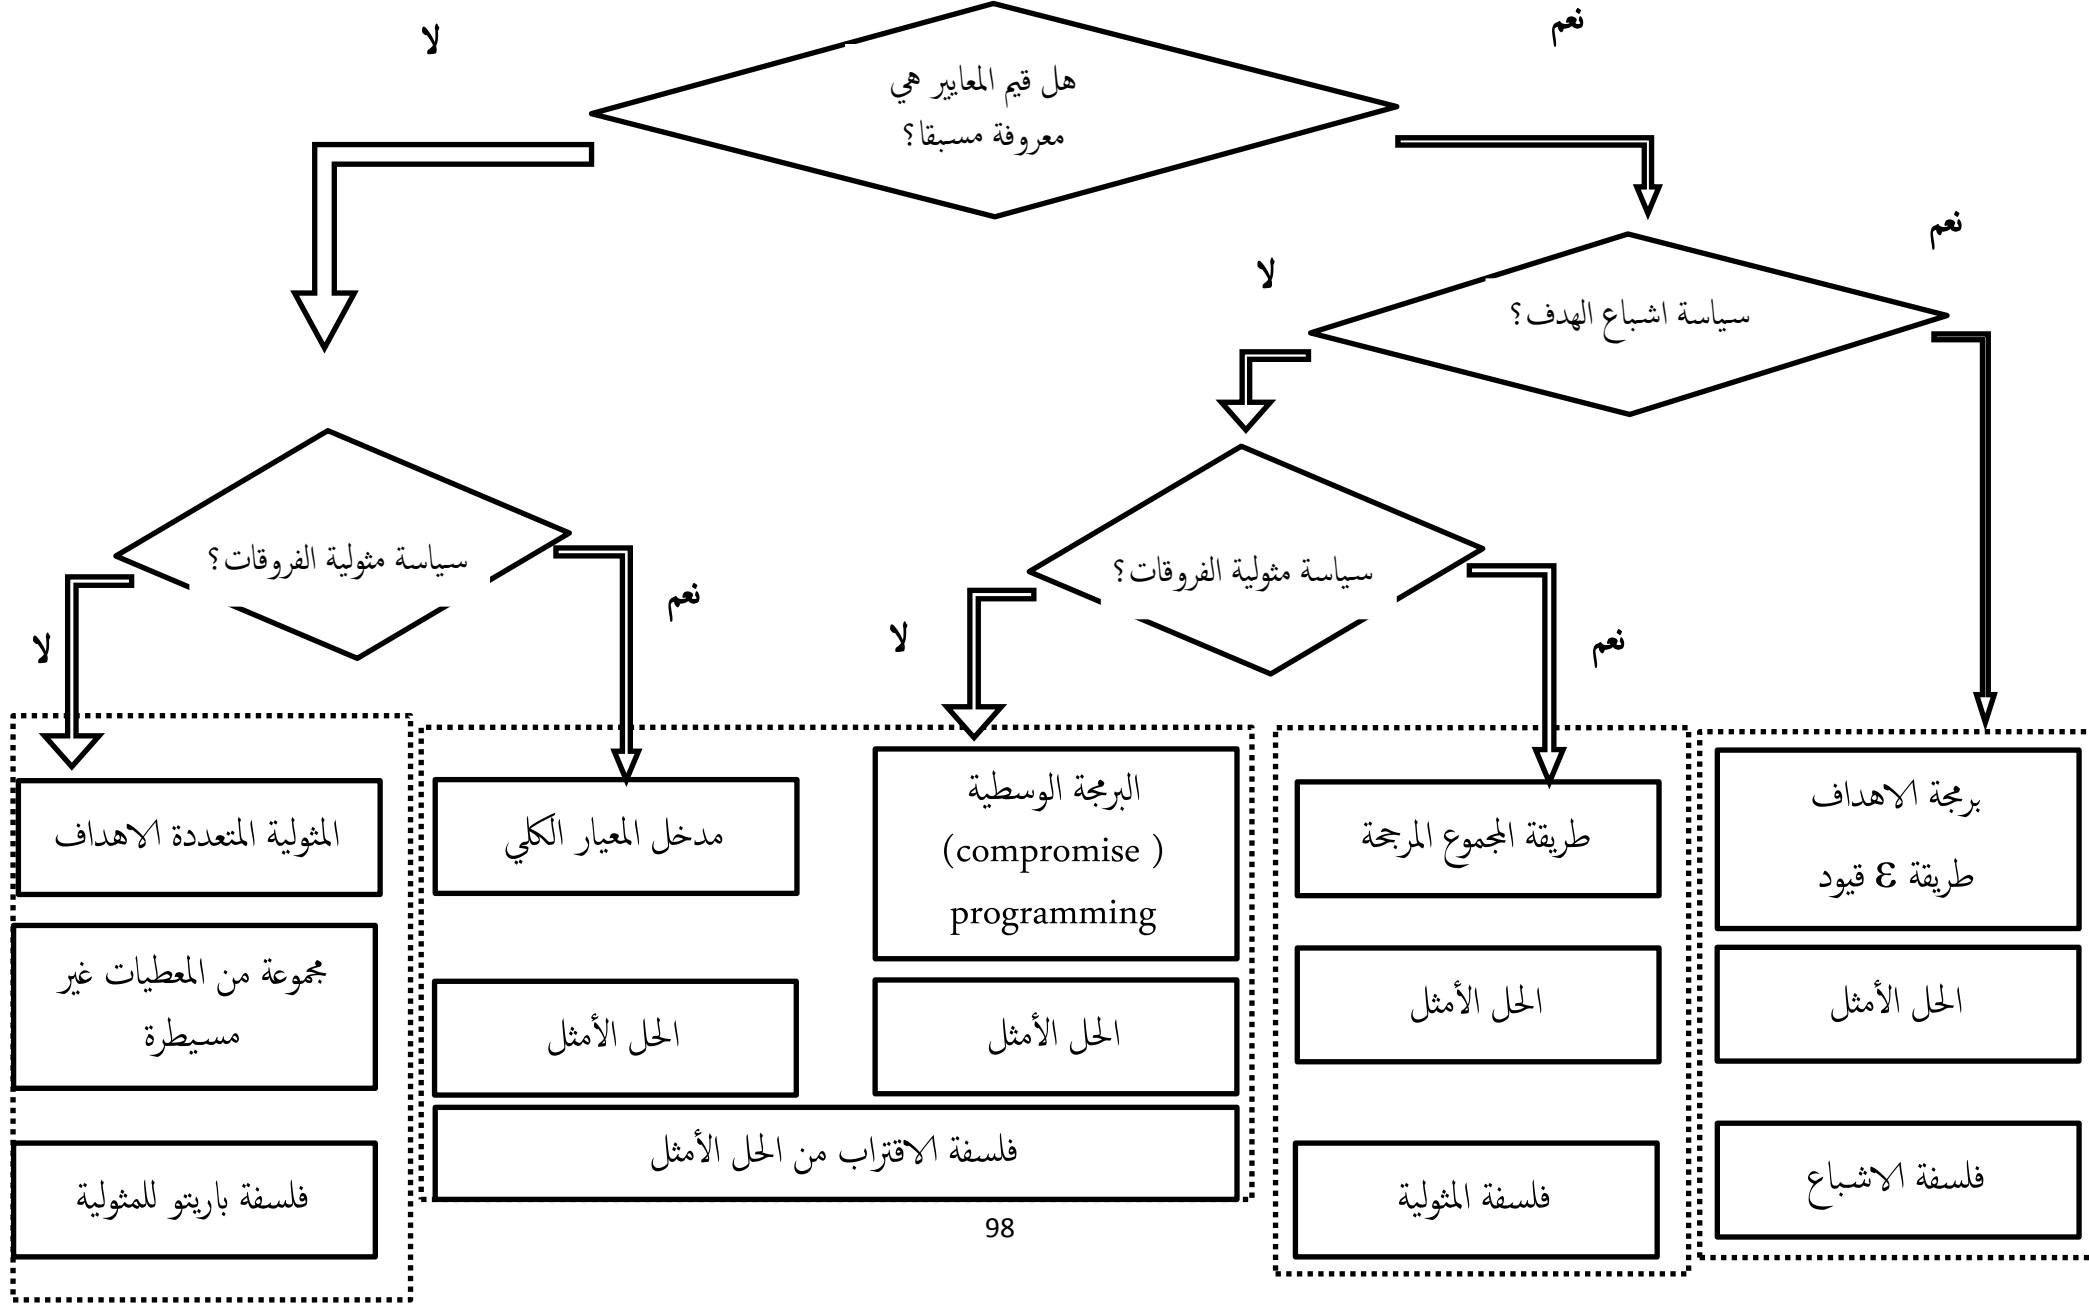 نعم
لا
هل قيم المعايير هي
معروفة مسبقا؟
نعم
لا
سياسة اشباع الهدف؟
سياسة مثولية الفروقات؟
سياسة مثولية الفروقات؟
نعم
لا
نعم
لا
برمجة الاهداف
طريقة ε قيود
طريقة المجموع المرجحة
البرمجة الوسطية
(compromise )
programming
مدخل المعيار الكلي
المثولية المتعددة الاهداف
الحل الأمثل
الحل الأمثل
الحل الأمثل
الحل الأمثل
مجموعة من المعطيات غير
مسيطرة
فلسفة الاشباع
فلسفة المثولية
فلسفة الاقتراب من الحل الأمثل
فلسفة باريتو للمثولية
98